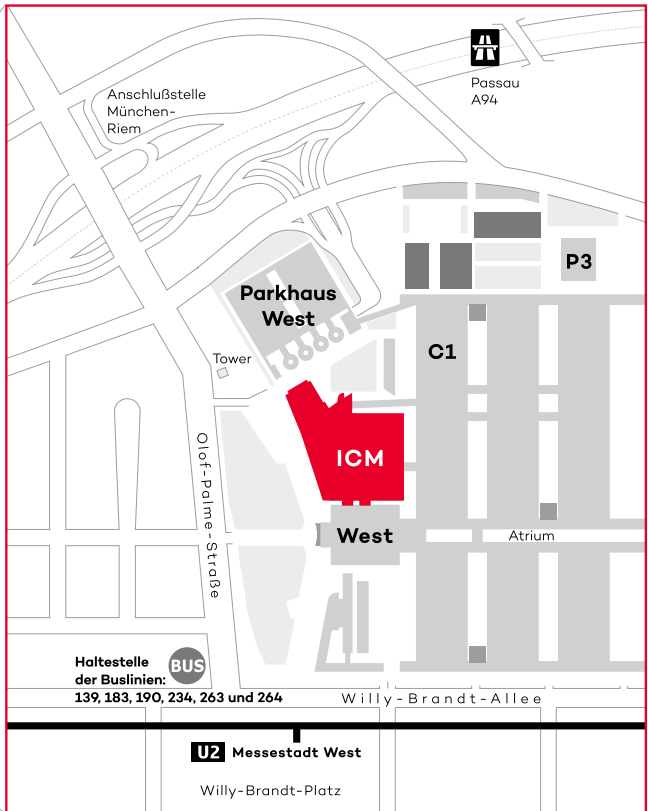 Passau
A94
Anschlußstelle
München-
Riem
P3
Parkhaus
West
C1
Tower
Olof-Palme-Straße
ICM
West
Atrium
Haltestelle
der Buslinien:
139, 183, 190, 234, 263 und 264
BUS
Willy-Brandt-Allee
U2 Messestadt West
Willy-Brandt-Platz